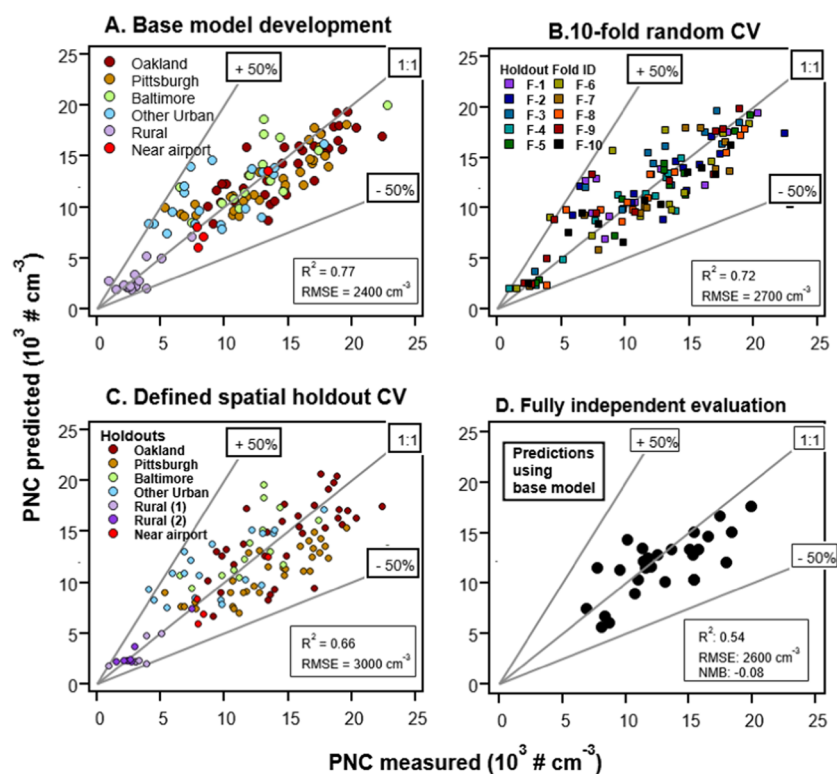 A. Base model development
25
20
15
10
5
0
0
5
10
15
20
25
Oakland
Pittsburgh
Baltimore
Other Urban
Rural
Near airport
+ 50%
1:1
- 50%
R² = 0.77
RMSE = 2400 cm⁻³
B.10-fold random CV
25
20
15
10
5
0
0
5
10
15
20
25
Holdout Fold ID
F-1 F-6
F-2 F-7
F-3 F-8
F-4 F-9
F-5 F-10
+ 50%
1:1
- 50%
R² = 0.72
RMSE = 2700 cm⁻³
C. Defined spatial holdout CV
25
20
15
10
5
0
0
5
10
15
20
25
Holdouts
Oakland
Pittsburgh
Baltimore
Other Urban
Rural (1)
Rural (2)
Near airport
+ 50%
1:1
- 50%
R² = 0.66
RMSE = 3000 cm⁻³
D. Fully independent evaluation
25
20
15
10
5
0
0
5
10
15
20
25
Predictions
using
base model
+ 50%
1:1
- 50%
R²: 0.54
RMSE: 2600 cm⁻³
NMB: -0.08
PNC predicted (10³ # cm⁻³)
PNC measured (10³ # cm⁻³)